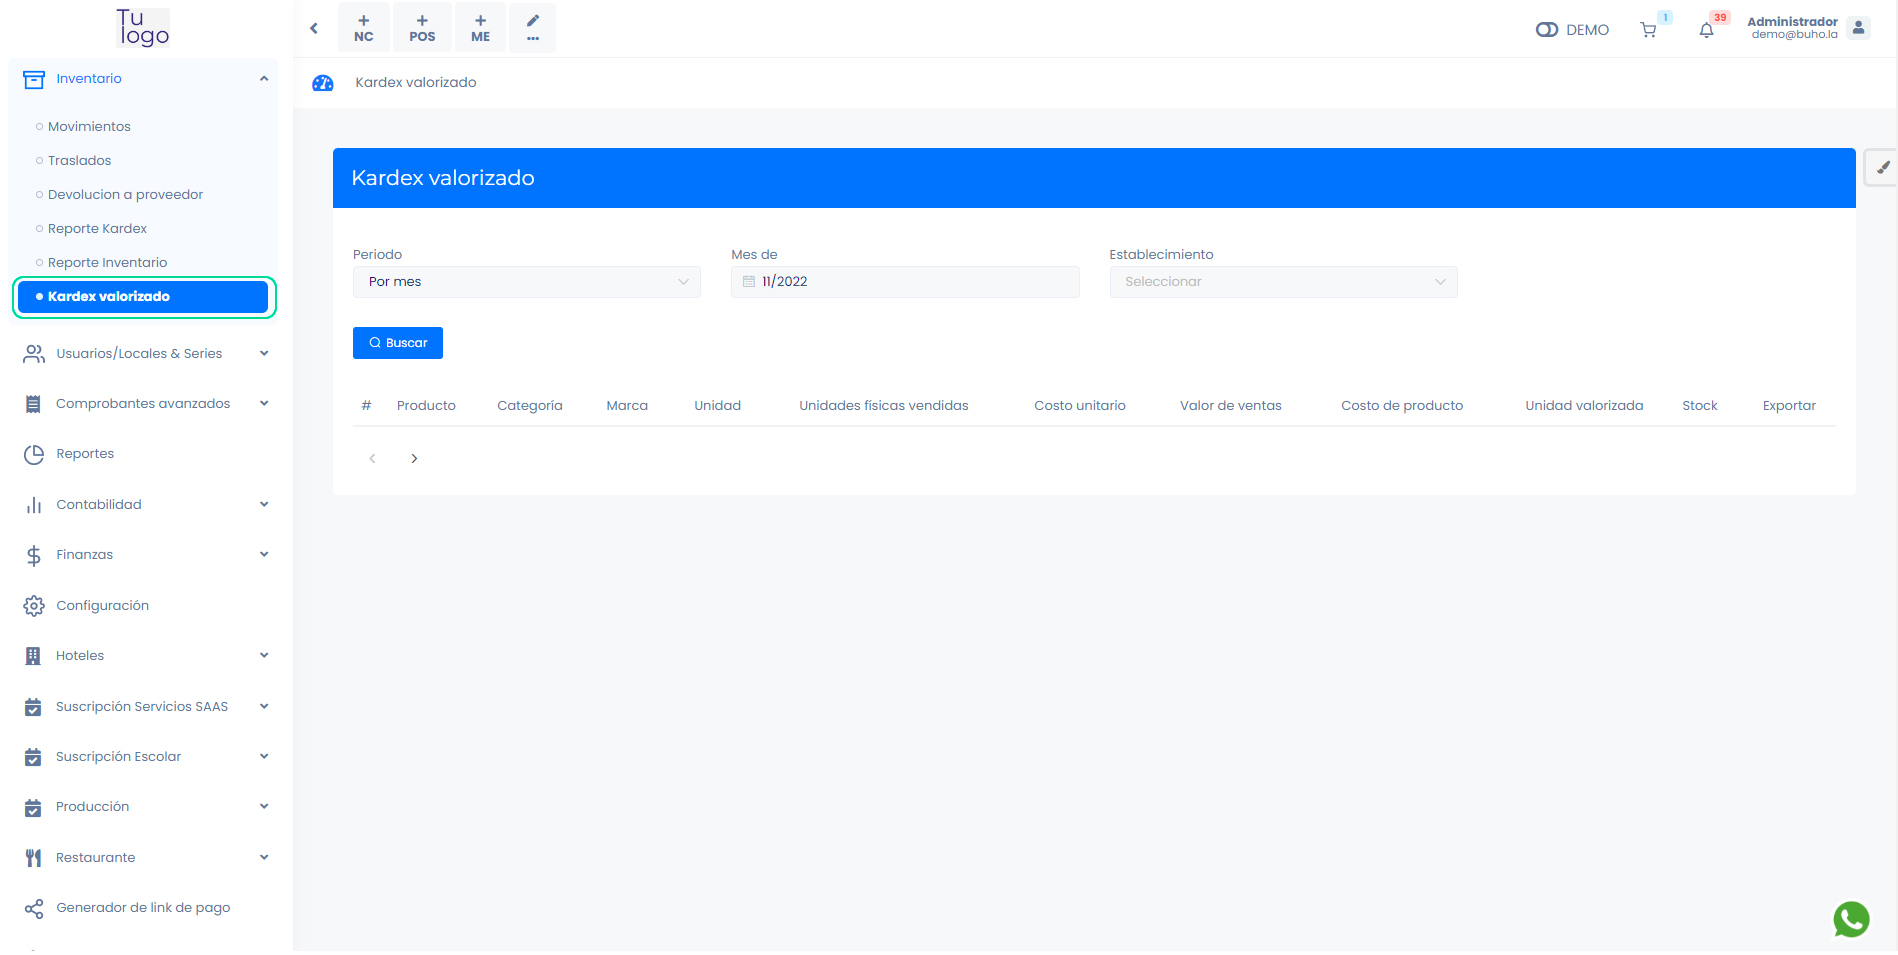 Tu
logo
Inventario
Movimientos
Traslados
Devolucion a proveedor
Reporte Kardex
Reporte Inventario
Kardex valorizado
Usuarios/Locales & Series
Comprobantes avanzados
Reportes
Contabilidad
Finanzas
Configuración
Hoteles
Suscripción Servicios SAAS
Suscripción Escolar
Producción
Restaurante
Generador de link de pago
+ NC
+ POS
+ ME
...
DEMO
1
39
Administrador
demo@buho.la
Kardex valorizado
Kardex valorizado
Periodo
Por mes
Mes de
11/2022
Establecimiento
Seleccionar
Buscar
# Producto Categoría Marca Unidad Unidades físicas vendidas Costo unitario Valor de ventas Costo de producto Unidad valorizada Stock Exportar